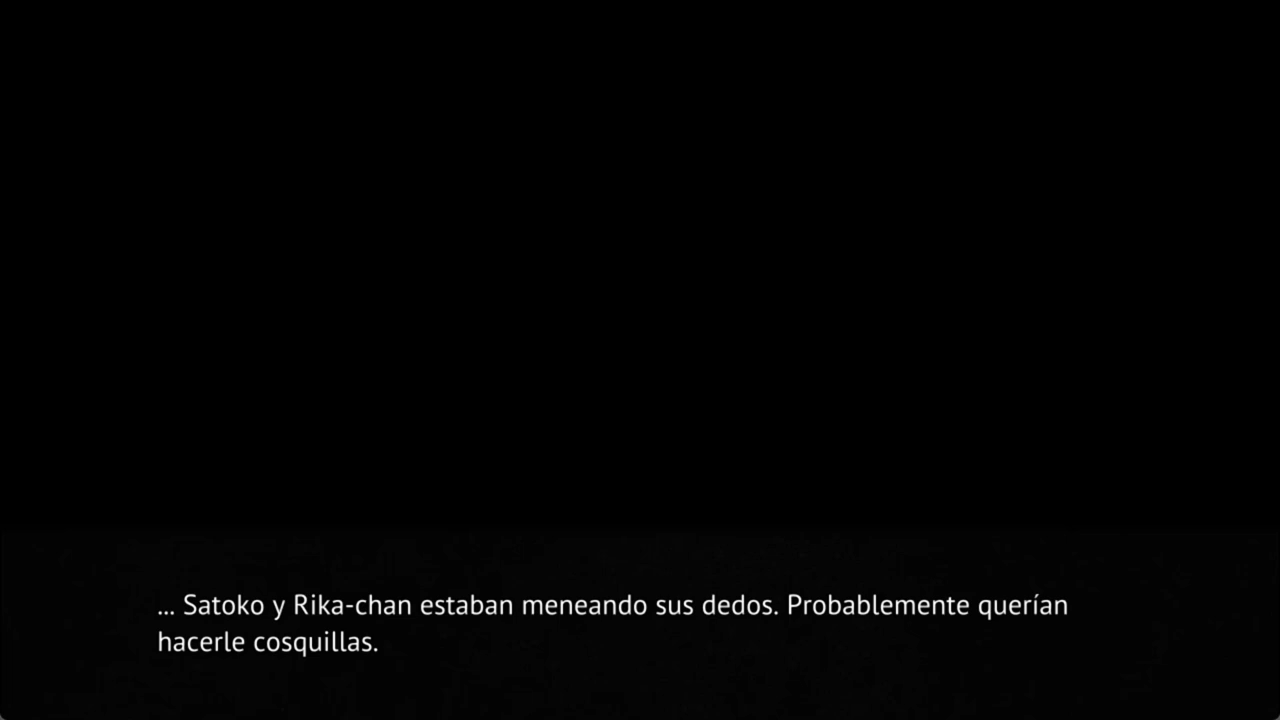 ... Satoko y Rika-chan estaban meneando sus dedos. Probablemente querían
hacerle cosquillas.